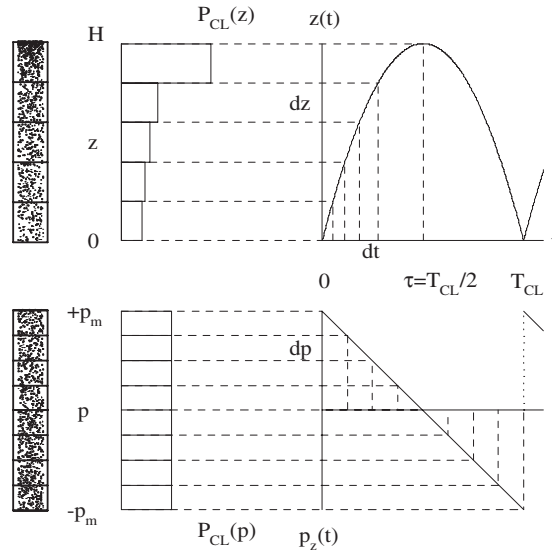 P_CL(z) z(t)
H
dz
z
0
dt
0 τ=T_CL/2 T_CL
+p_m
dp
p
-p_m
P_CL(p) p_z(t)